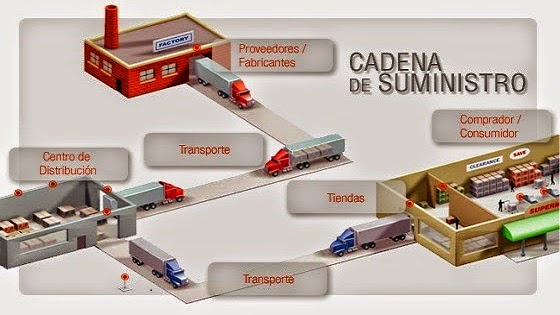 FACTORY
Proveedores /
Fabricantes
CADENA
DE SUMINISTRO
Comprador /
Consumidor
CLEARANCE
SAVE
Transporte
Centro de
Distribución
Tiendas
Transporte